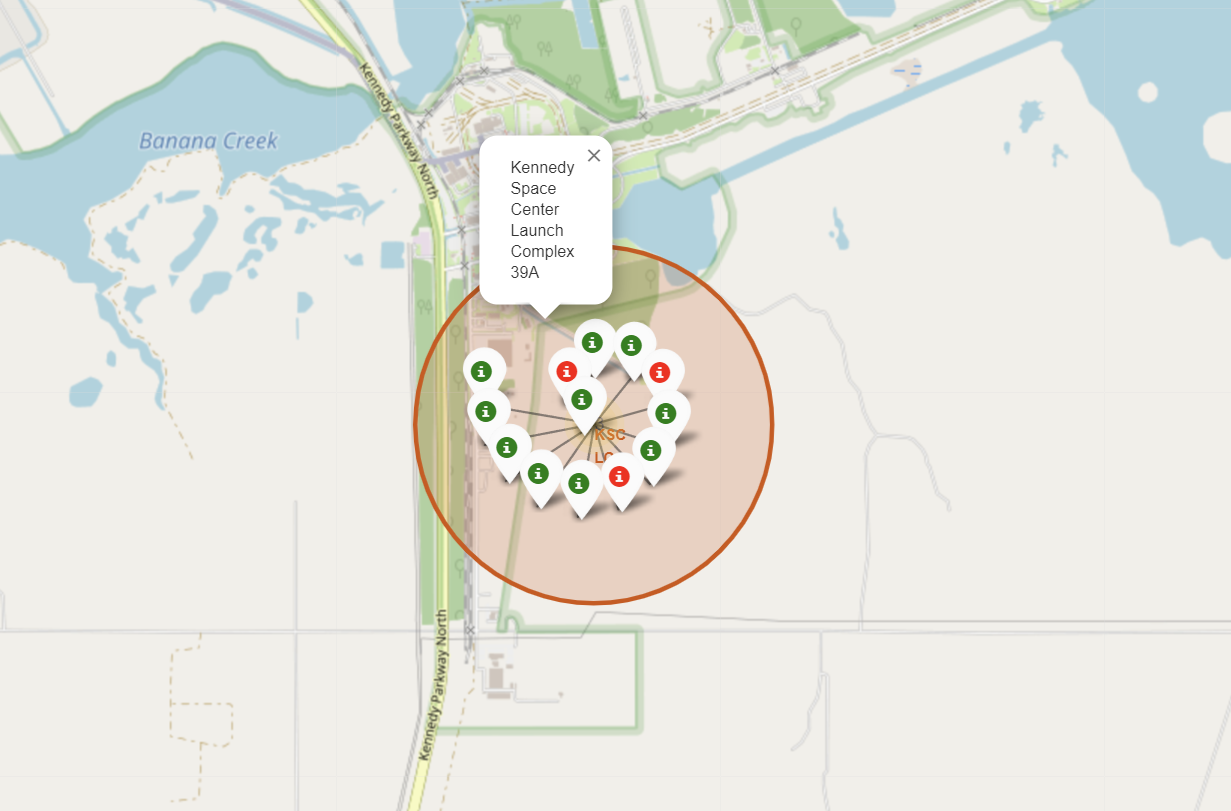 Kennedy Parkway North
Banana Creek
Kennedy
Space
Center
Launch
Complex
39A
KSC
LC
Kennedy Parkway North